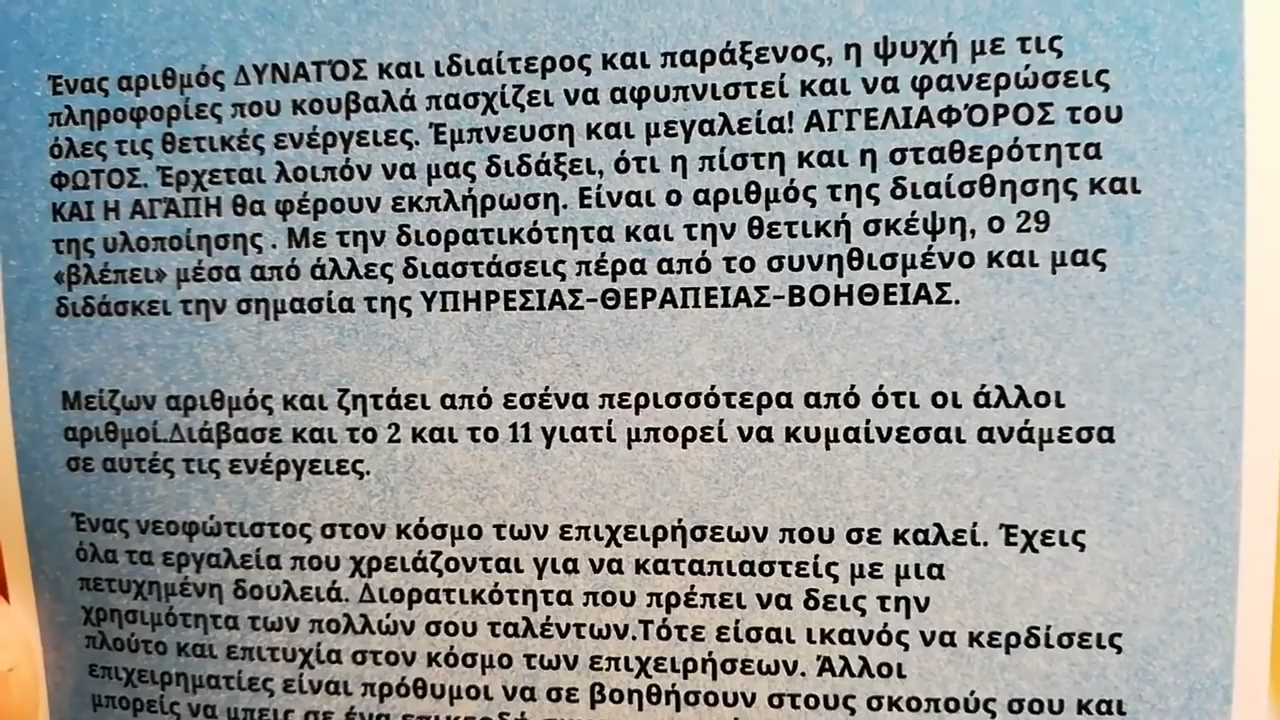 Ένας αριθμός ΔΥΝΑΤΌΣ και ιδιαίτερος και παράξενος, η ψυχή με τις
πληροφορίες που κουβαλά πασχίζει να αφυπνιστεί και να φανερώσεις
όλες τις θετικές ενέργειες. Έμπνευση και μεγαλεία! ΑΓΓΕΛΙΑΦΌΡΟΣ του
ΦΩΤΟΣ. Έρχεται λοιπόν να μας διδάξει, ότι η πίστη και η σταθερότητα
ΚΑΙ Η ΑΓΆΠΗ θα φέρουν εκπλήρωση. Είναι ο αριθμός της διαίσθησης και
της υλοποίησης . Με την διορατικότητα και την θετική σκέψη, ο 29
«βλέπει» μέσα από άλλες διαστάσεις πέρα από το συνηθισμένο και μας
διδάσκει την σημασία της ΥΠΗΡΕΣΙΑΣ-ΘΕΡΑΠΕΙΑΣ-ΒΟΗΘΕΙΑΣ.
Μείζων αριθμός και ζητάει από εσένα περισσότερα από ότι οι άλλοι
αριθμοί.Διάβασε και το 2 και το 11 γιατί μπορεί να κυμαίνεσαι ανάμεσα
σε αυτές τις ενέργειες.
Ένας νεοφώτιστος στον κόσμο των επιχειρήσεων που σε καλεί. Έχεις
όλα τα εργαλεία που χρειάζονται για να καταπιαστείς με μια
πετυχημένη δουλειά. Διορατικότητα που πρέπει να δεις την
χρησιμότητα των πολλών σου ταλέντων.Τότε είσαι ικανός να κερδίσεις
πλούτο και επιτυχία στον κόσμο των επιχειρήσεων. Άλλοι
επιχειρηματίες είναι πρόθυμοι να σε βοηθήσουν στους σκοπούς σου και
μπορείς να μπεις σε ένα